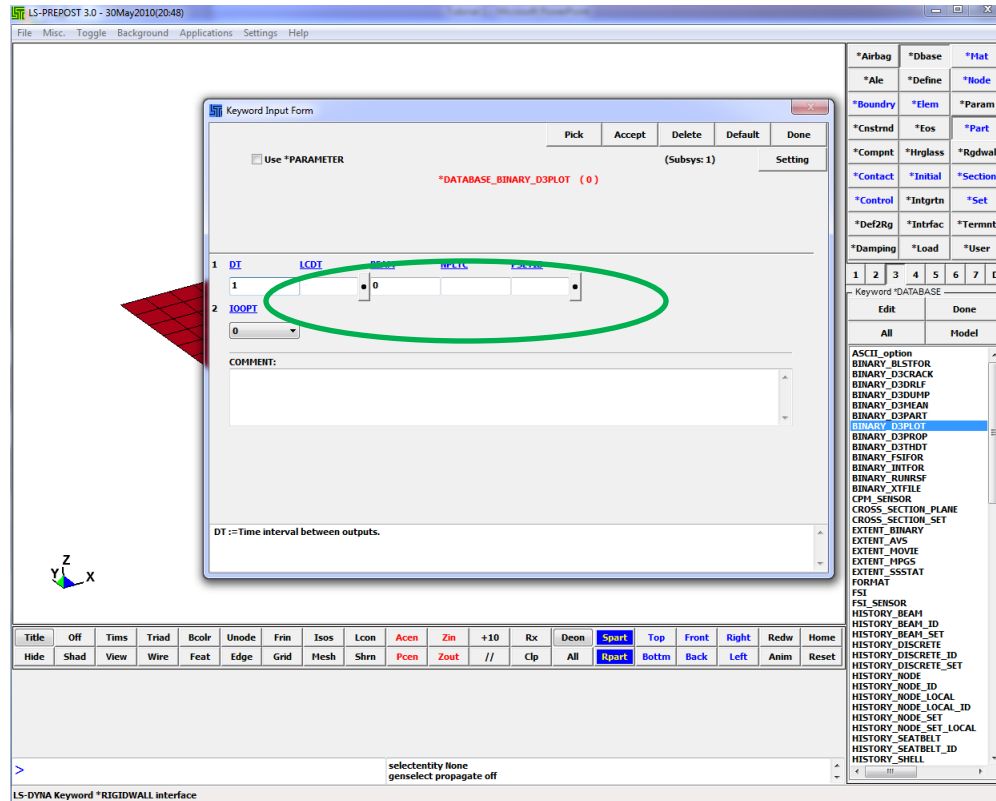 LS-PREPOST 3.0 - 30May2010(20:48)
File Misc. Toggle Background Applications Settings Help
Keyword Input Form
Pick Accept Delete Default Done
Use *PARAMETER (Subsys: 1) Setting
*DATABASE_BINARY_D3PLOT ( 0 )
1 DT LCDT BEAM NPLTC PSETID
1 0
2 IOOPT
0
COMMENT:
DT :=Time interval between outputs.
Z
Y X
*Airbag *Dbase *Mat
*Ale *Define *Node
*Boundry *Elem *Param
*Cnstrnd *Eos *Part
*Compnt *Hrglass *Rgdwal
*Contact *Initial *Section
*Control *Intgrtn *Set
*Def2Rg *Intrfac *Termnt
*Damping *Load *User
1 2 3 4 5 6 7 D
Keyword *DATABASE
Edit Done
All Model
ASCII_option
BINARY_BLSTFOR
BINARY_D3CRACK
BINARY_D3DRLF
BINARY_D3DUMP
BINARY_D3MEAN
BINARY_D3PART
BINARY_D3PLOT
BINARY_D3PROP
BINARY_D3THDT
BINARY_FSIFOR
BINARY_INTFOR
BINARY_RUNRSF
BINARY_XTFILE
CPM_SENSOR
CROSS_SECTION_PLANE
CROSS_SECTION_SET
EXTENT_BINARY
EXTENT_AVS
EXTENT_MOVIE
EXTENT_MPGS
EXTENT_SSSTAT
FORMAT
FSI
FSI_SENSOR
HISTORY_BEAM
HISTORY_BEAM_ID
HISTORY_BEAM_SET
HISTORY_DISCRETE
HISTORY_DISCRETE_ID
HISTORY_DISCRETE_SET
HISTORY_NODE
HISTORY_NODE_ID
HISTORY_NODE_LOCAL
HISTORY_NODE_LOCAL_ID
HISTORY_NODE_SET
HISTORY_NODE_SET_LOCAL
HISTORY_SEATBELT
HISTORY_SEATBELT_ID
HISTORY_SHELL
Title Off Tims Triad Bcolr Unode Frin Isos Lcon Acen Zin +10 Rx Deon Spart Top Front Right Redw Home
Hide Shad View Wire Feat Edge Grid Mesh Shrn Pcen Zout // Clp All Rpart Bottm Back Left Anim Reset
>
selectentity None
genselect propagate off
LS-DYNA Keyword *RIGIDWALL interface